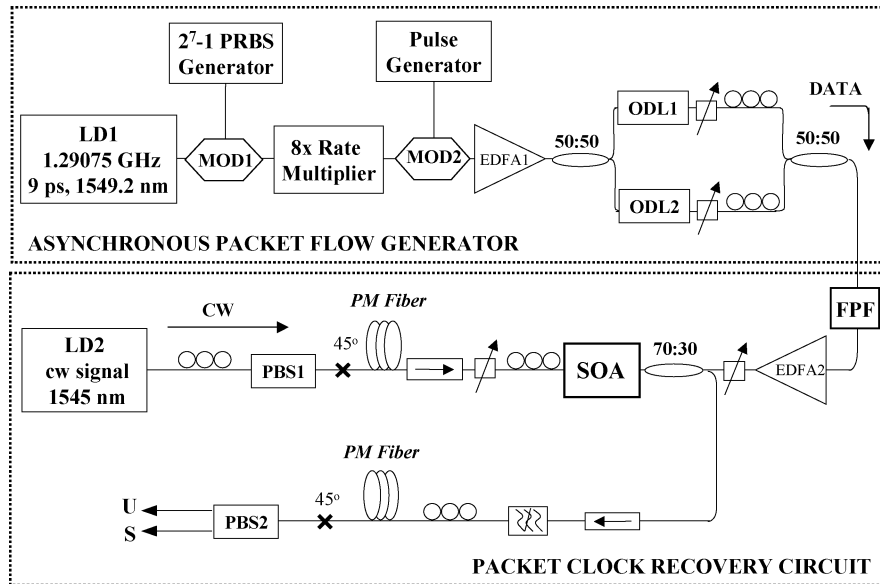 2⁷-1 PRBS
Generator
Pulse
Generator
DATA
LD1
1.29075 GHz
9 ps, 1549.2 nm
MOD1
8x Rate
Multiplier
MOD2
EDFA1
50:50
ODL1
ODL2
50:50
ASYNCHRONOUS PACKET FLOW GENERATOR
FPF
CW
LD2
cw signal
1545 nm
PBS1
45º
PM Fiber
SOA
70:30
EDFA2
PM Fiber
45º
PBS2
U
S
PACKET CLOCK RECOVERY CIRCUIT